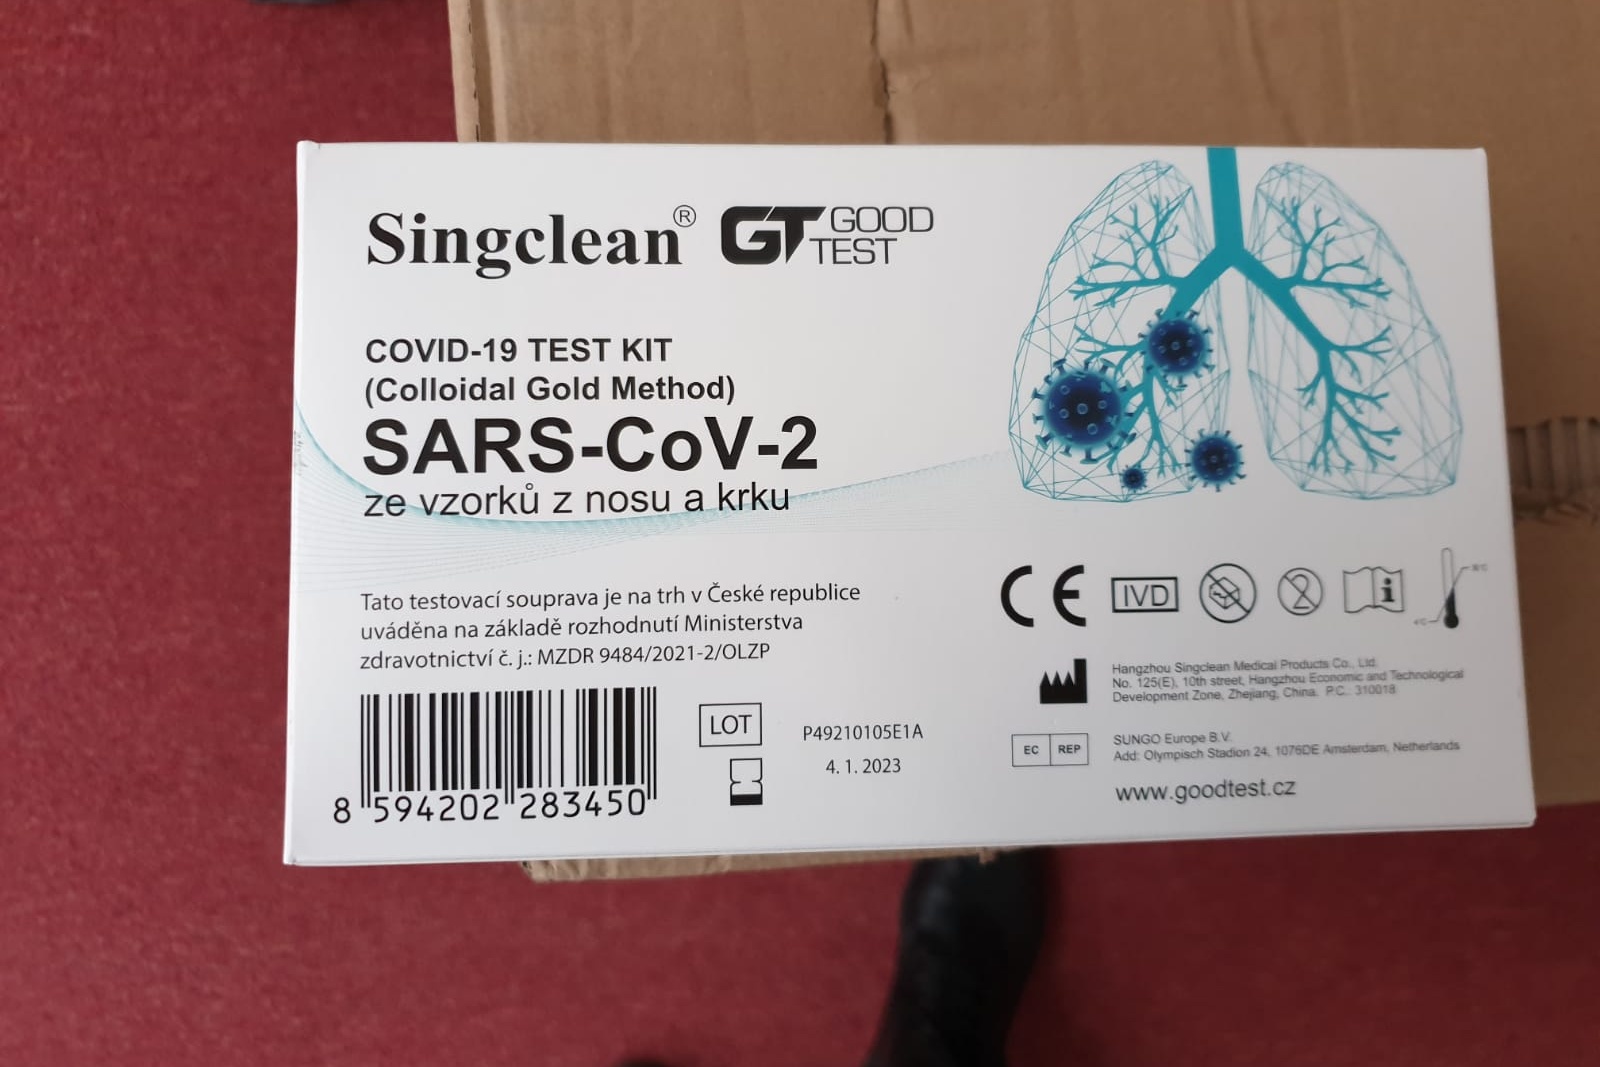 Singclean® GT GOOD TEST
COVID-19 TEST KIT
(Colloidal Gold Method)
SARS-CoV-2
ze vzorků z nosu a krku
Tato testovací souprava je na trh v České republice
uváděna na základě rozhodnutí Ministerstva
zdravotnictví č. j.: MZDR 9484/2021-2/OLZP
8 594202 283450
LOT
P49210105E1A
4. 1. 2023
CE IVD
Hangzhou Singclean Medical Products Co., Ltd.
No. 125(E), 10th street, Hangzhou Economic and Technological
Development Zone, Zhejiang, China. P.C. 310018
EC REP
SUNGO Europe B.V.
Add: Olympisch Stadion 24, 1076DE Amsterdam, Netherlands
www.goodtest.cz